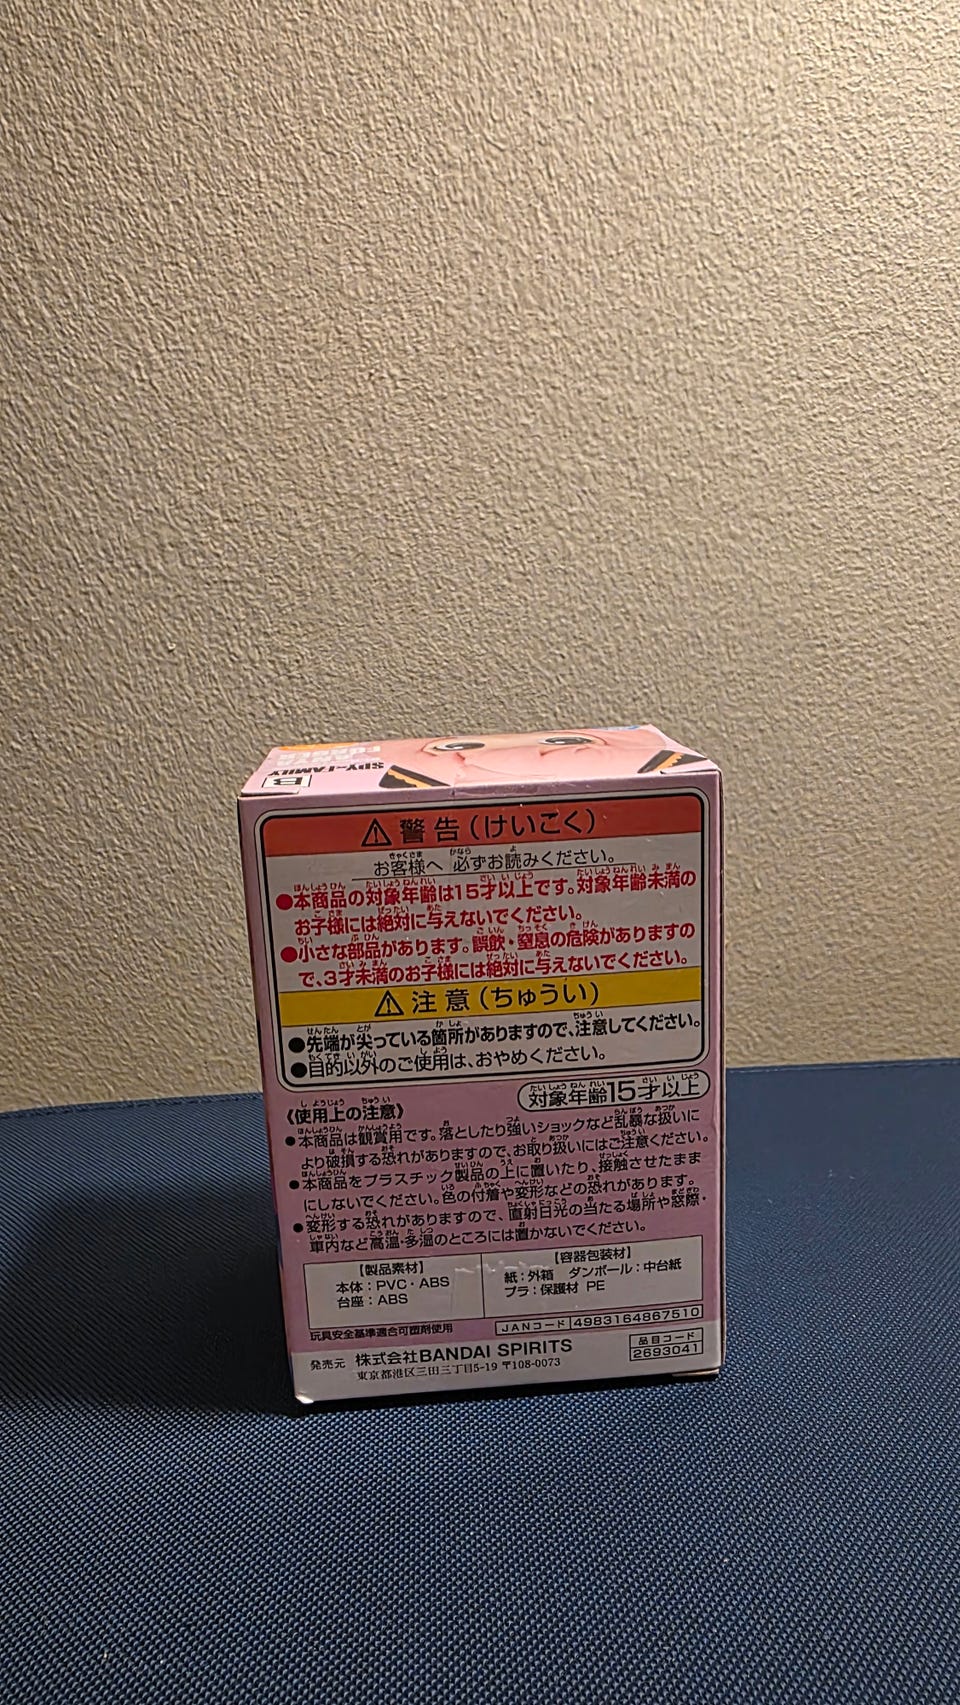 SPY×FAMILY
ANYA
FORGER
B
警告(けいこく)
お客様へ 必ずお読みください。
●本商品の対象年齢は15才以上です。対象年齢未満の
お子様には絶対に与えないでください。
●小さな部品があります。誤飲・窒息の危険がありますの
で、3才未満のお子様には絶対に与えないでください。
注意(ちゅうい)
●先端が尖っている箇所がありますので、注意してください。
●目的以外のご使用は、おやめください。
対象年齢15才以上
《使用上の注意》
●本商品は観賞用です。落としたり強いショックなど乱暴な扱いに
より破損する恐れがありますので、お取り扱いにはご注意ください。
●本商品をプラスチック製品の上に置いたり、接触させたまま
にしないでください。色の付着や変形などの恐れがあります。
●変形する恐れがありますので、直射日光の当たる場所や窓際・
車内など高温・多湿のところには置かないでください。
【製品素材】
本体：PVC・ABS
台座：ABS
【容器包装材】
紙：外箱 ダンボール：中台紙
プラ：保護材 PE
玩具安全基準適合可塑剤使用
JANコード 4983164867510
発売元 株式会社BANDAI SPIRITS
東京都港区三田三丁目5-19 〒108-0073
品目コード
2693041